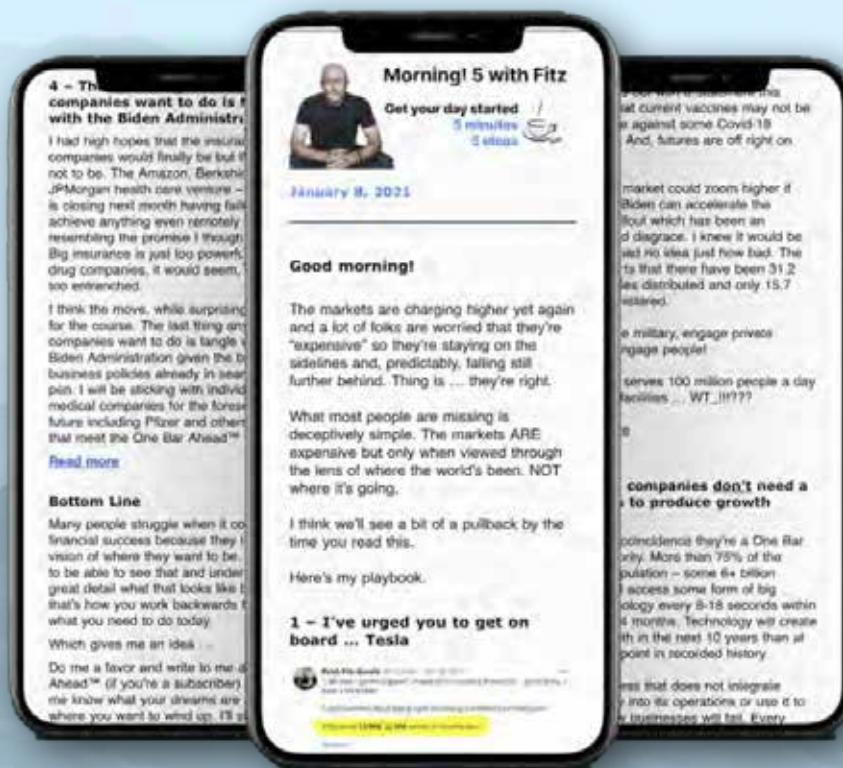 4 – Th
companies want to do is
with the Biden Administra
I had high hopes that the insura
companies would finally be but
not to be. The Amazon, Berkshi
JPMorgan health care venture –
is closing next month having fail
achieve anything even remotely
resembling the promise I though
Big insurance is just too powerf
drug companies, it would seem,
too entrenched.
I think the move, while surprising
for the course. The last thing an
companies want to do is tangle
Biden Administration given the b
business policies already in
I will be sticking with individ
medical companies for the fores
future including Pfizer and other
that meet the One Bar Ahead™
Read more
Bottom Line
Many people struggle when it co
financial success because they
vision of where they want to be.
to be able to see that and under
great detail what that looks like
that's how you work backwards
what you need to do today.
Which gives me an idea ...
Do me a favor and write to me
Ahead™ (if you're a subscriber)
me know what your dreams are
where you want to wind up. I'll
Morning! 5 with Fitz
Get your day started
5 minutes
5 steps
January 8, 2021
Good morning!
The markets are charging higher yet again
and a lot of folks are worried that they're
"expensive" so they're staying on the
sidelines and, predictably, falling still
further behind. Thing is ... they're right.
What most people are missing is
deceptively simple. The markets ARE
expensive but only when viewed through
the lens of where the world's been. NOT
where it's going.
I think we'll see a bit of a pullback by the
time you read this.
Here's my playbook.
1 – I've urged you to get on
board ... Tesla
at current vaccines may not be
against some Covid-19
And, futures are off right on
market could zoom higher if
Biden can accelerate the
which has been an
disgrace. I knew it would be
had no idea just how bad. The
that there have been 31.2
distributed and only 15.7
military, engage private
engage people!
serves 100 million people a day
facilities ... WT_!!!???
companies don't need a
to produce growth
coincidence they're a One Bar
More than 75% of the
– some 6+ billion
access some form of big
every 8-18 seconds within
months. Technology will create
in the next 10 years than at
point in recorded history.
that does not integrate
into its operations or use it to
businesses will fail. Every